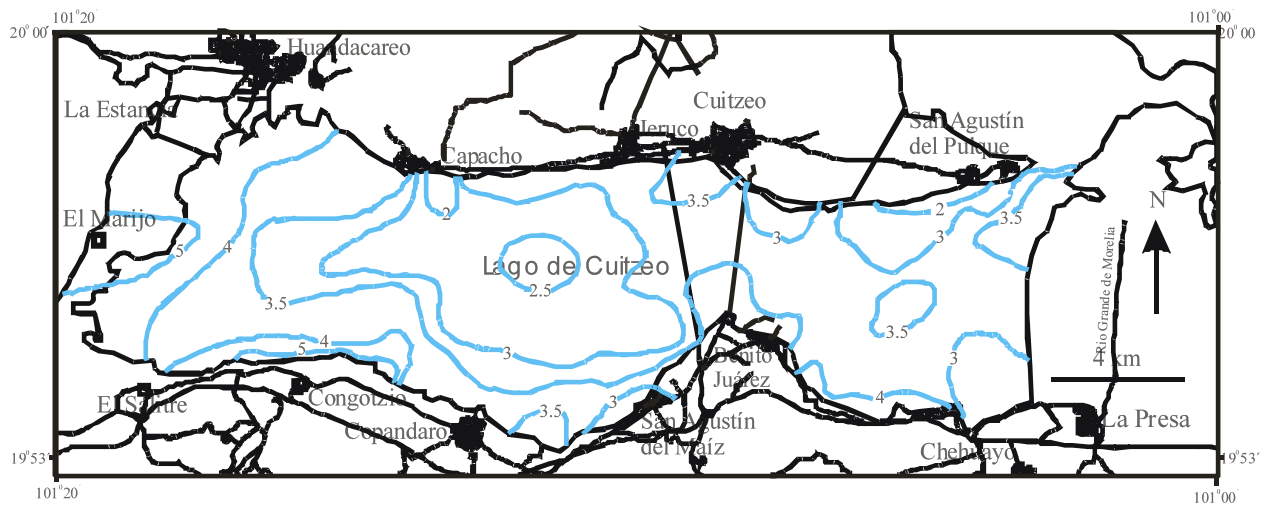 101°20'
101°00'
20°00'
20°00'
Huandacareo
La Estancia
Cuitzeo
Jeruco
San Agustín
del Pulque
Capacho
El Marijo
N
2
2
3.5
3.5
3
3
5
4
Lago de Cuitzeo
2.5
3.5
3.5
Río Grande de Morelia
4 km
5
4
3
3
Benito
Juárez
El Salitre
Congotzio
3.5
3
4
San Agustín
del Maíz
La Presa
Copandaro
Chehuayo
19°53'
19°53'
101°20
101°00